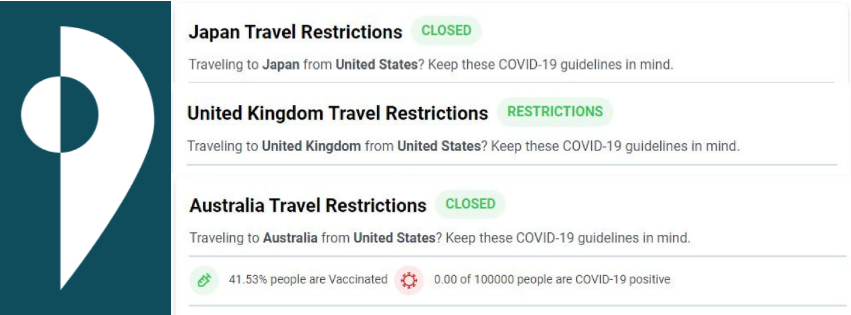 Japan Travel Restrictions CLOSED
Traveling to Japan from United States? Keep these COVID-19 guidelines in mind.
United Kingdom Travel Restrictions RESTRICTIONS
Traveling to United Kingdom from United States? Keep these COVID-19 guidelines in mind.
Australia Travel Restrictions CLOSED
Traveling to Australia from United States? Keep these COVID-19 guidelines in mind.
41.53% people are Vaccinated 0.00 of 100000 people are COVID-19 positive